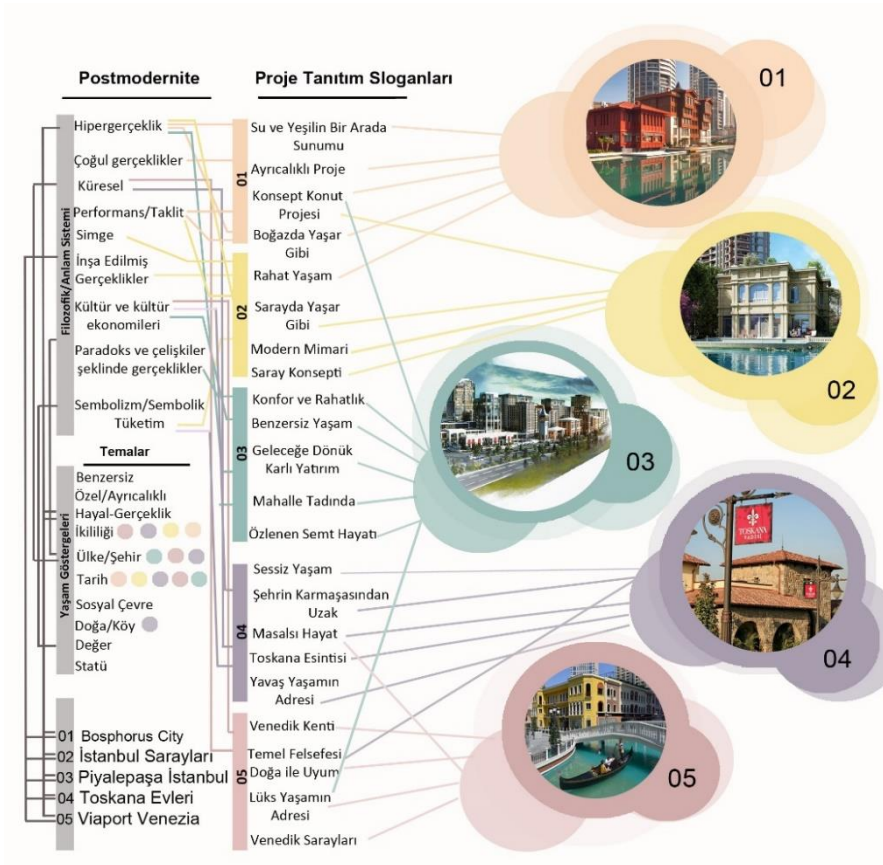 Postmodernite
Hipergerçeklik
Çoğul gerçeklikler
Küresel
Performans/Taklit
Simge
İnşa Edilmiş
Gerçeklikler
Kültür ve kültür
ekonomileri
Paradoks ve çelişkiler
şeklinde gerçeklikler
Sembolizm/Sembolik
Tüketim
Filozofik/Anlam Sistemi
Temalar
Benzersiz
Özel/Ayrıcalıklı
Hayal-Gerçeklik
İkililiği
Ülke/Şehir
Tarih
Sosyal Çevre
Doğa/Köy
Değer
Statü
Yaşam Göstergeleri
01 Bosphorus City
02 İstanbul Sarayları
03 Piyalepaşa İstanbul
04 Toskana Evleri
05 Viaport Venezia
Proje Tanıtım Sloganları
01
Su ve Yeşilin Bir Arada
Sunumu
Ayrıcalıklı Proje
Konsept Konut
Projesi
Boğazda Yaşar
Gibi
Rahat Yaşam
02
Sarayda Yaşar
Gibi
Modern Mimari
Saray Konsepti
03
Konfor ve Rahatlık
Benzersiz Yaşam
Geleceğe Dönük
Karlı Yatırım
Mahalle Tadında
Özlenen Semt Hayatı
04
Sessiz Yaşam
Şehrin Karmaşasından
Uzak
Masalsı Hayat
Toskana Esintisi
Yavaş Yaşamın
Adresi
05
Venedik Kenti
Temel Felsefesi
Doğa ile Uyum
Lüks Yaşamın
Adresi
Venedik Sarayları
01
02
03
TOSKANA
04
05